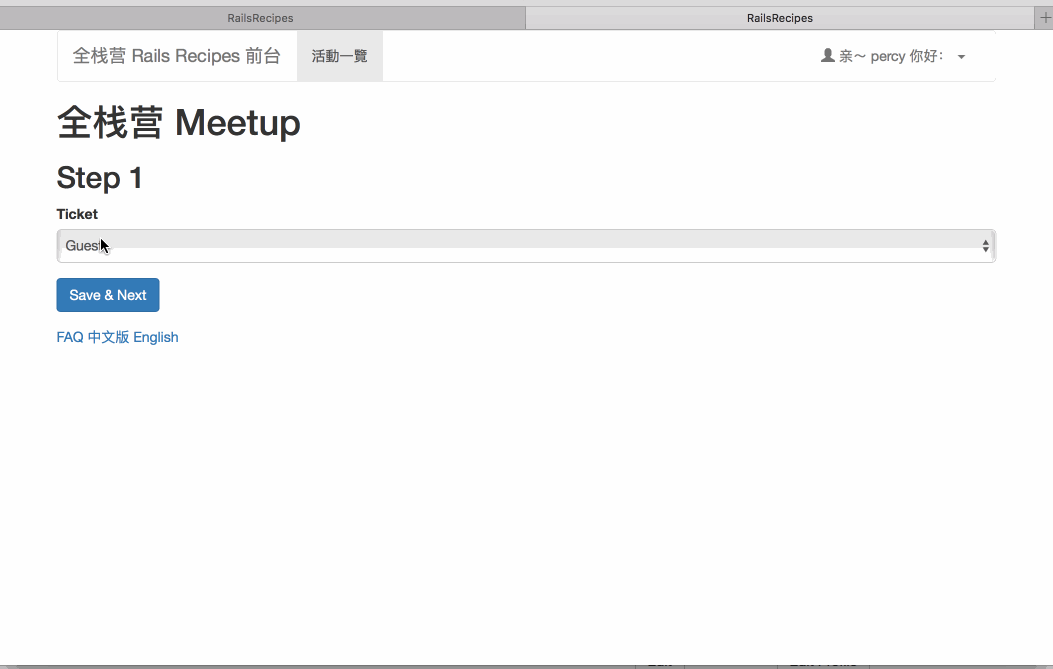 RailsRecipes RailsRecipes
全栈营 Rails Recipes 前台 活動一覽 亲～ percy 你好：
全栈营 Meetup
Step 1
Ticket
Guest
Save & Next
FAQ 中文版 English